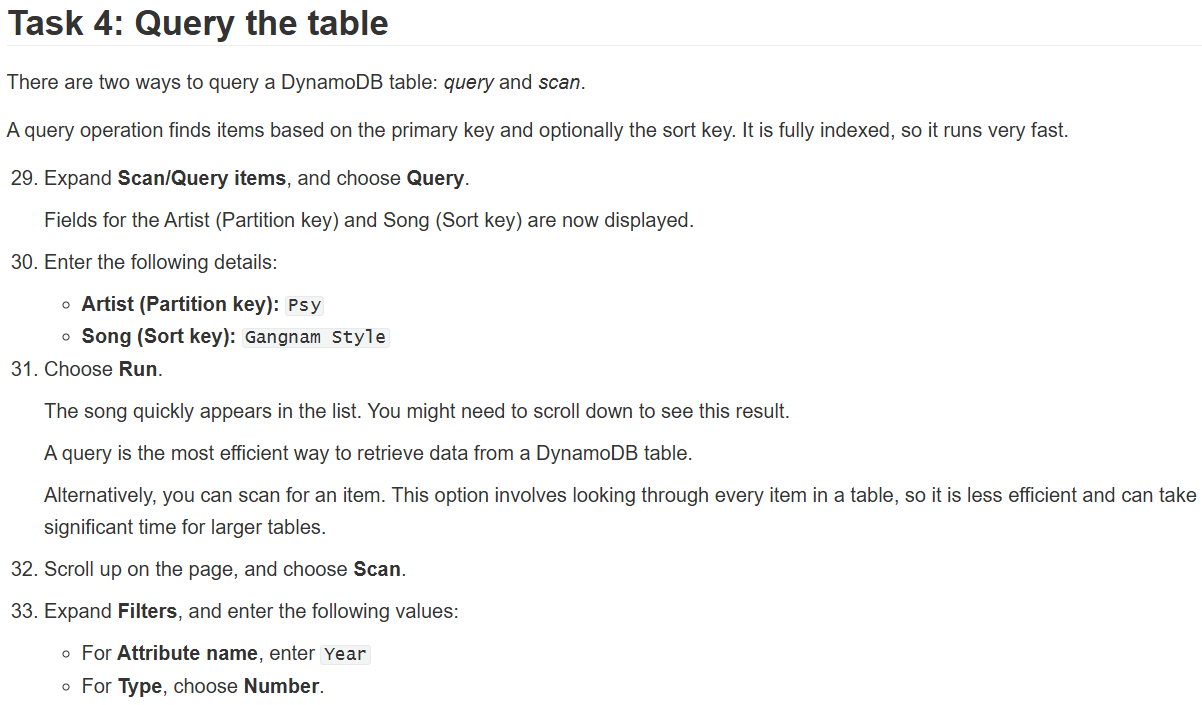 Task 4: Query the table
There are two ways to query a DynamoDB table: query and scan.
A query operation finds items based on the primary key and optionally the sort key. It is fully indexed, so it runs very fast.
29. Expand Scan/Query items, and choose Query.
Fields for the Artist (Partition key) and Song (Sort key) are now displayed.
30. Enter the following details:
◦ Artist (Partition key): Psy
◦ Song (Sort key): Gangnam Style
31. Choose Run.
The song quickly appears in the list. You might need to scroll down to see this result.
A query is the most efficient way to retrieve data from a DynamoDB table.
Alternatively, you can scan for an item. This option involves looking through every item in a table, so it is less efficient and can take
significant time for larger tables.
32. Scroll up on the page, and choose Scan.
33. Expand Filters, and enter the following values:
◦ For Attribute name, enter Year
◦ For Type, choose Number.